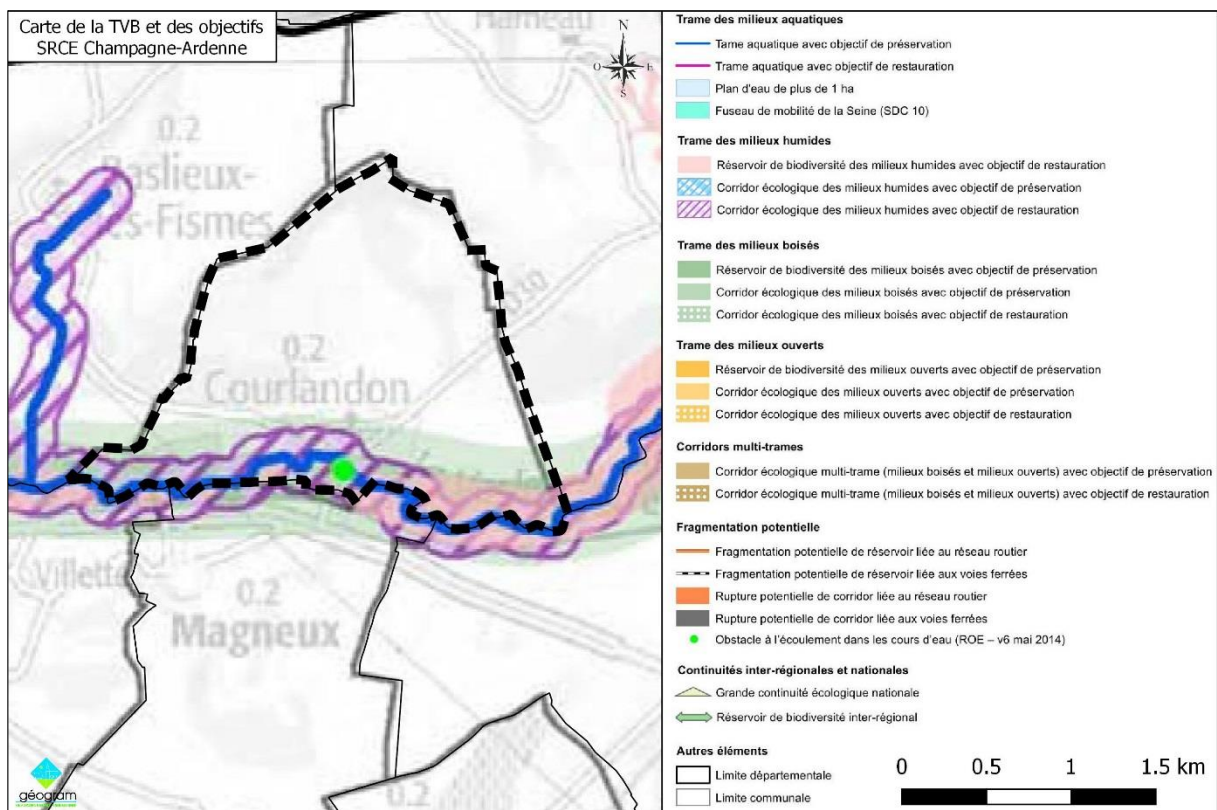 Carte de la TVB et des objectifs
SRCE Champagne-Ardenne
Hameau
N
O
E
S
0.2
Baslieux-
les-Fismes
0.2
Courlandon
Villette
0.2
Magneux
0.2
géogram
Trame des milieux aquatiques
Tame aquatique avec objectif de préservation
Trame aquatique avec objectif de restauration
Plan d'eau de plus de 1 ha
Fuseau de mobilité de la Seine (SDC 10)
Trame des milieux humides
Réservoir de biodiversité des milieux humides avec objectif de restauration
Corridor écologique des milieux humides avec objectif de préservation
Corridor écologique des milieux humides avec objectif de restauration
Trame des milieux boisés
Réservoir de biodiversité des milieux boisés avec objectif de préservation
Corridor écologique des milieux boisés avec objectif de préservation
Corridor écologique des milieux boisés avec objectif de restauration
Trame des milieux ouverts
Réservoir de biodiversité des milieux ouverts avec objectif de préservation
Corridor écologique des milieux ouverts avec objectif de préservation
Corridor écologique des milieux ouverts avec objectif de restauration
Corridors multi-trames
Corridor écologique multi-trame (milieux boisés et milieux ouverts) avec objectif de préservation
Corridor écologique multi-trame (milieux boisés et milieux ouverts) avec objectif de restauration
Fragmentation potentielle
Fragmentation potentielle de réservoir liée au réseau routier
Fragmentation potentielle de réservoir liée aux voies ferrées
Rupture potentielle de corridor liée au réseau routier
Rupture potentielle de corridor liée aux voies ferrées
Obstacle à l'écoulement dans les cours d'eau (ROE – v6 mai 2014)
Continuités inter-régionales et nationales
Grande continuité écologique nationale
Réservoir de biodiversité inter-régional
Autres éléments
Limite départementale
Limite communale
0 0.5 1 1.5 km